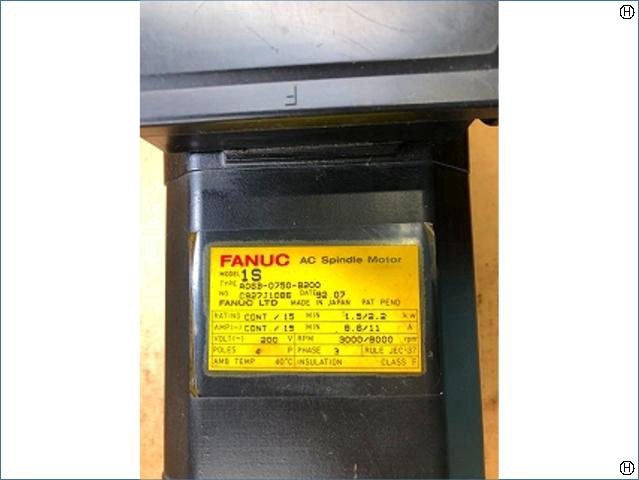 F
FANUC AC Spindle Motor
MODEL 1S
TYPE A06B-0750-B200
NO C927J1086 DATE 92.07
FANUC LTD MADE IN JAPAN PAT PEND
RATING CONT / 15 MIN 1.5/2.2 kW
AMP(~) CONT / 15 MIN 8.8/11 A
VOLT(~) 200 V RPM 3000/8000 rpm
POLES 4 P PHASE 3 RULE JEC-37
AMB TEMP 40°C INSULATION CLASS F
H
H